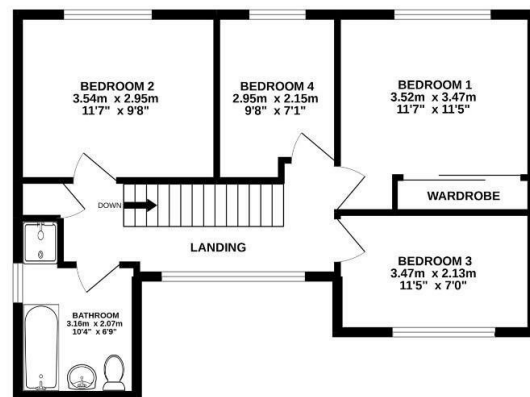 BEDROOM 2
3.54m x 2.95m
11'7" x 9'8"
BEDROOM 4
2.95m x 2.15m
9'8" x 7'1"
BEDROOM 1
3.52m x 3.47m
11'7" x 11'5"
WARDROBE
DOWN
LANDING
BEDROOM 3
3.47m x 2.13m
11'5" x 7'0"
BATHROOM
3.16m x 2.07m
10'4" x 6'9"